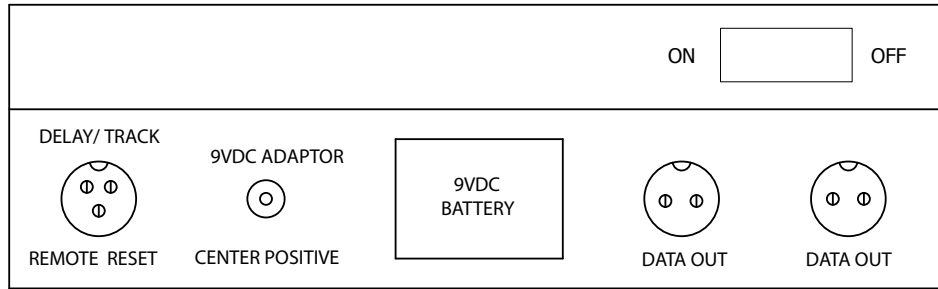 ON
OFF
DELAY/ TRACK
REMOTE RESET
9VDC ADAPTOR
CENTER POSITIVE
9VDC
BATTERY
DATA OUT
DATA OUT